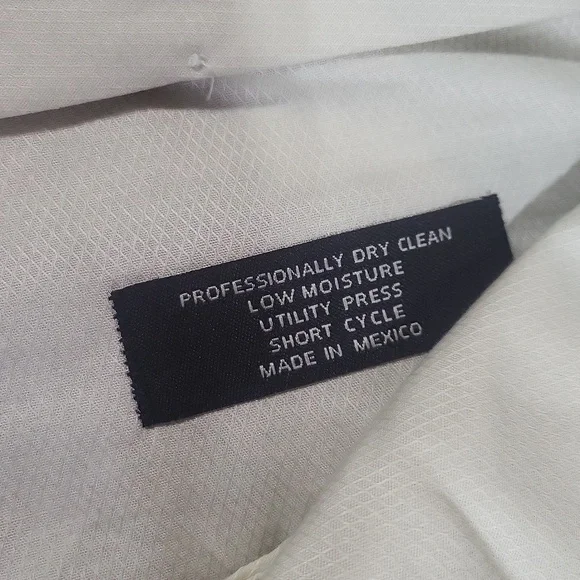 PROFESSIONALLY DRY CLEAN
LOW MOISTURE
UTILITY PRESS
SHORT CYCLE
MADE IN MEXICO